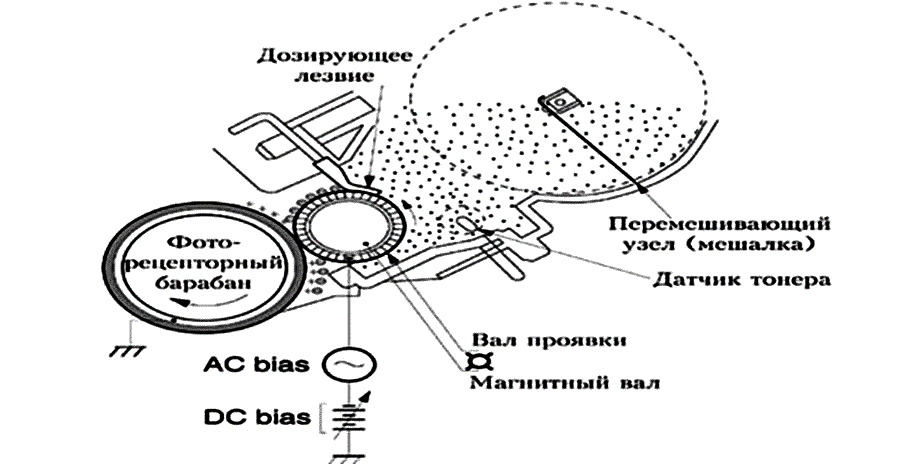 Дозирующее
лезвие
Перемешивающий
узел (мешалка)
Фото-
рецепторный
барабан
Датчик тонера
Вал проявки
AC bias
Магнитный вал
DC bias